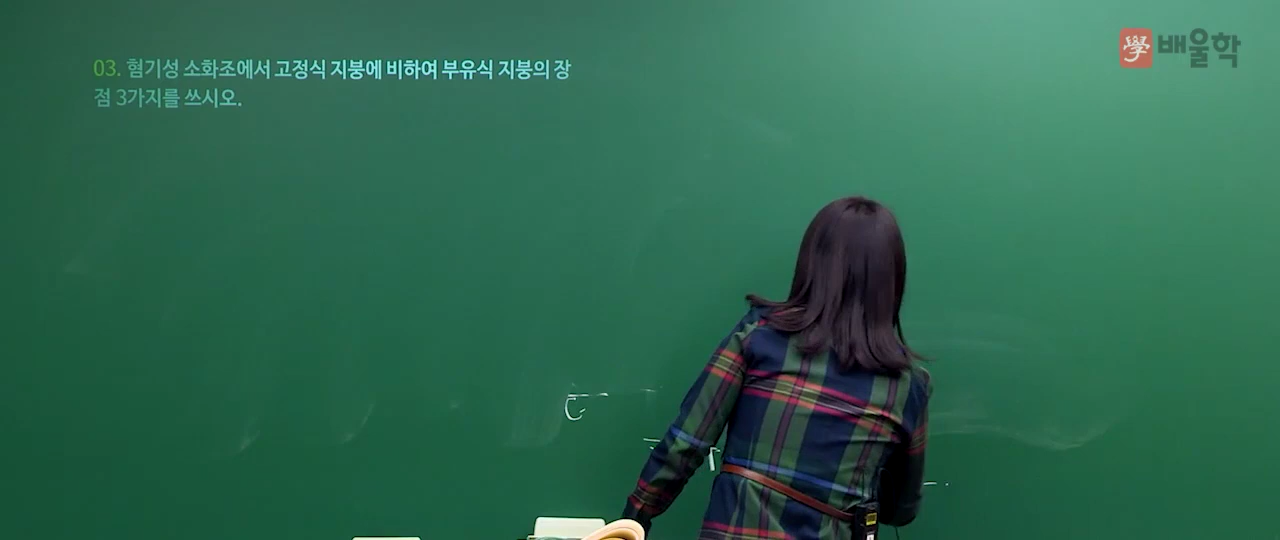 學 배울학
03. 혐기성 소화조에서 고정식 지붕에 비하여 부유식 지붕의 장
점 3가지를 쓰시오.